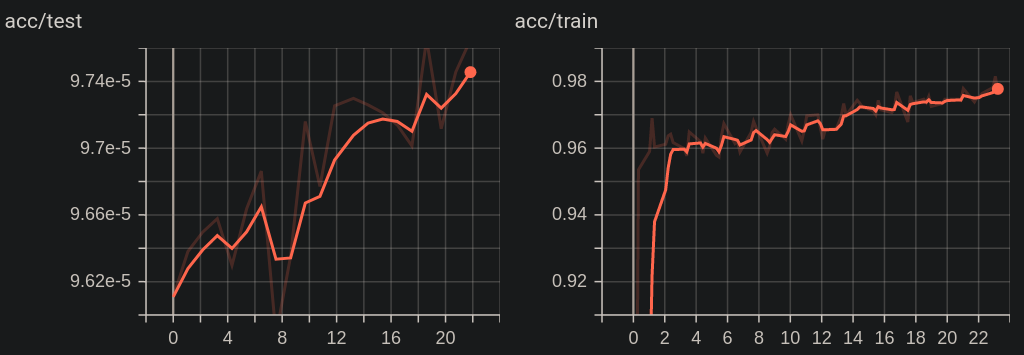 acc/test
9.74e-5
9.7e-5
9.66e-5
9.62e-5
0 4 8 12 16 20
acc/train
0.98
0.96
0.94
0.92
0 2 4 6 8 10 12 14 16 18 20 22